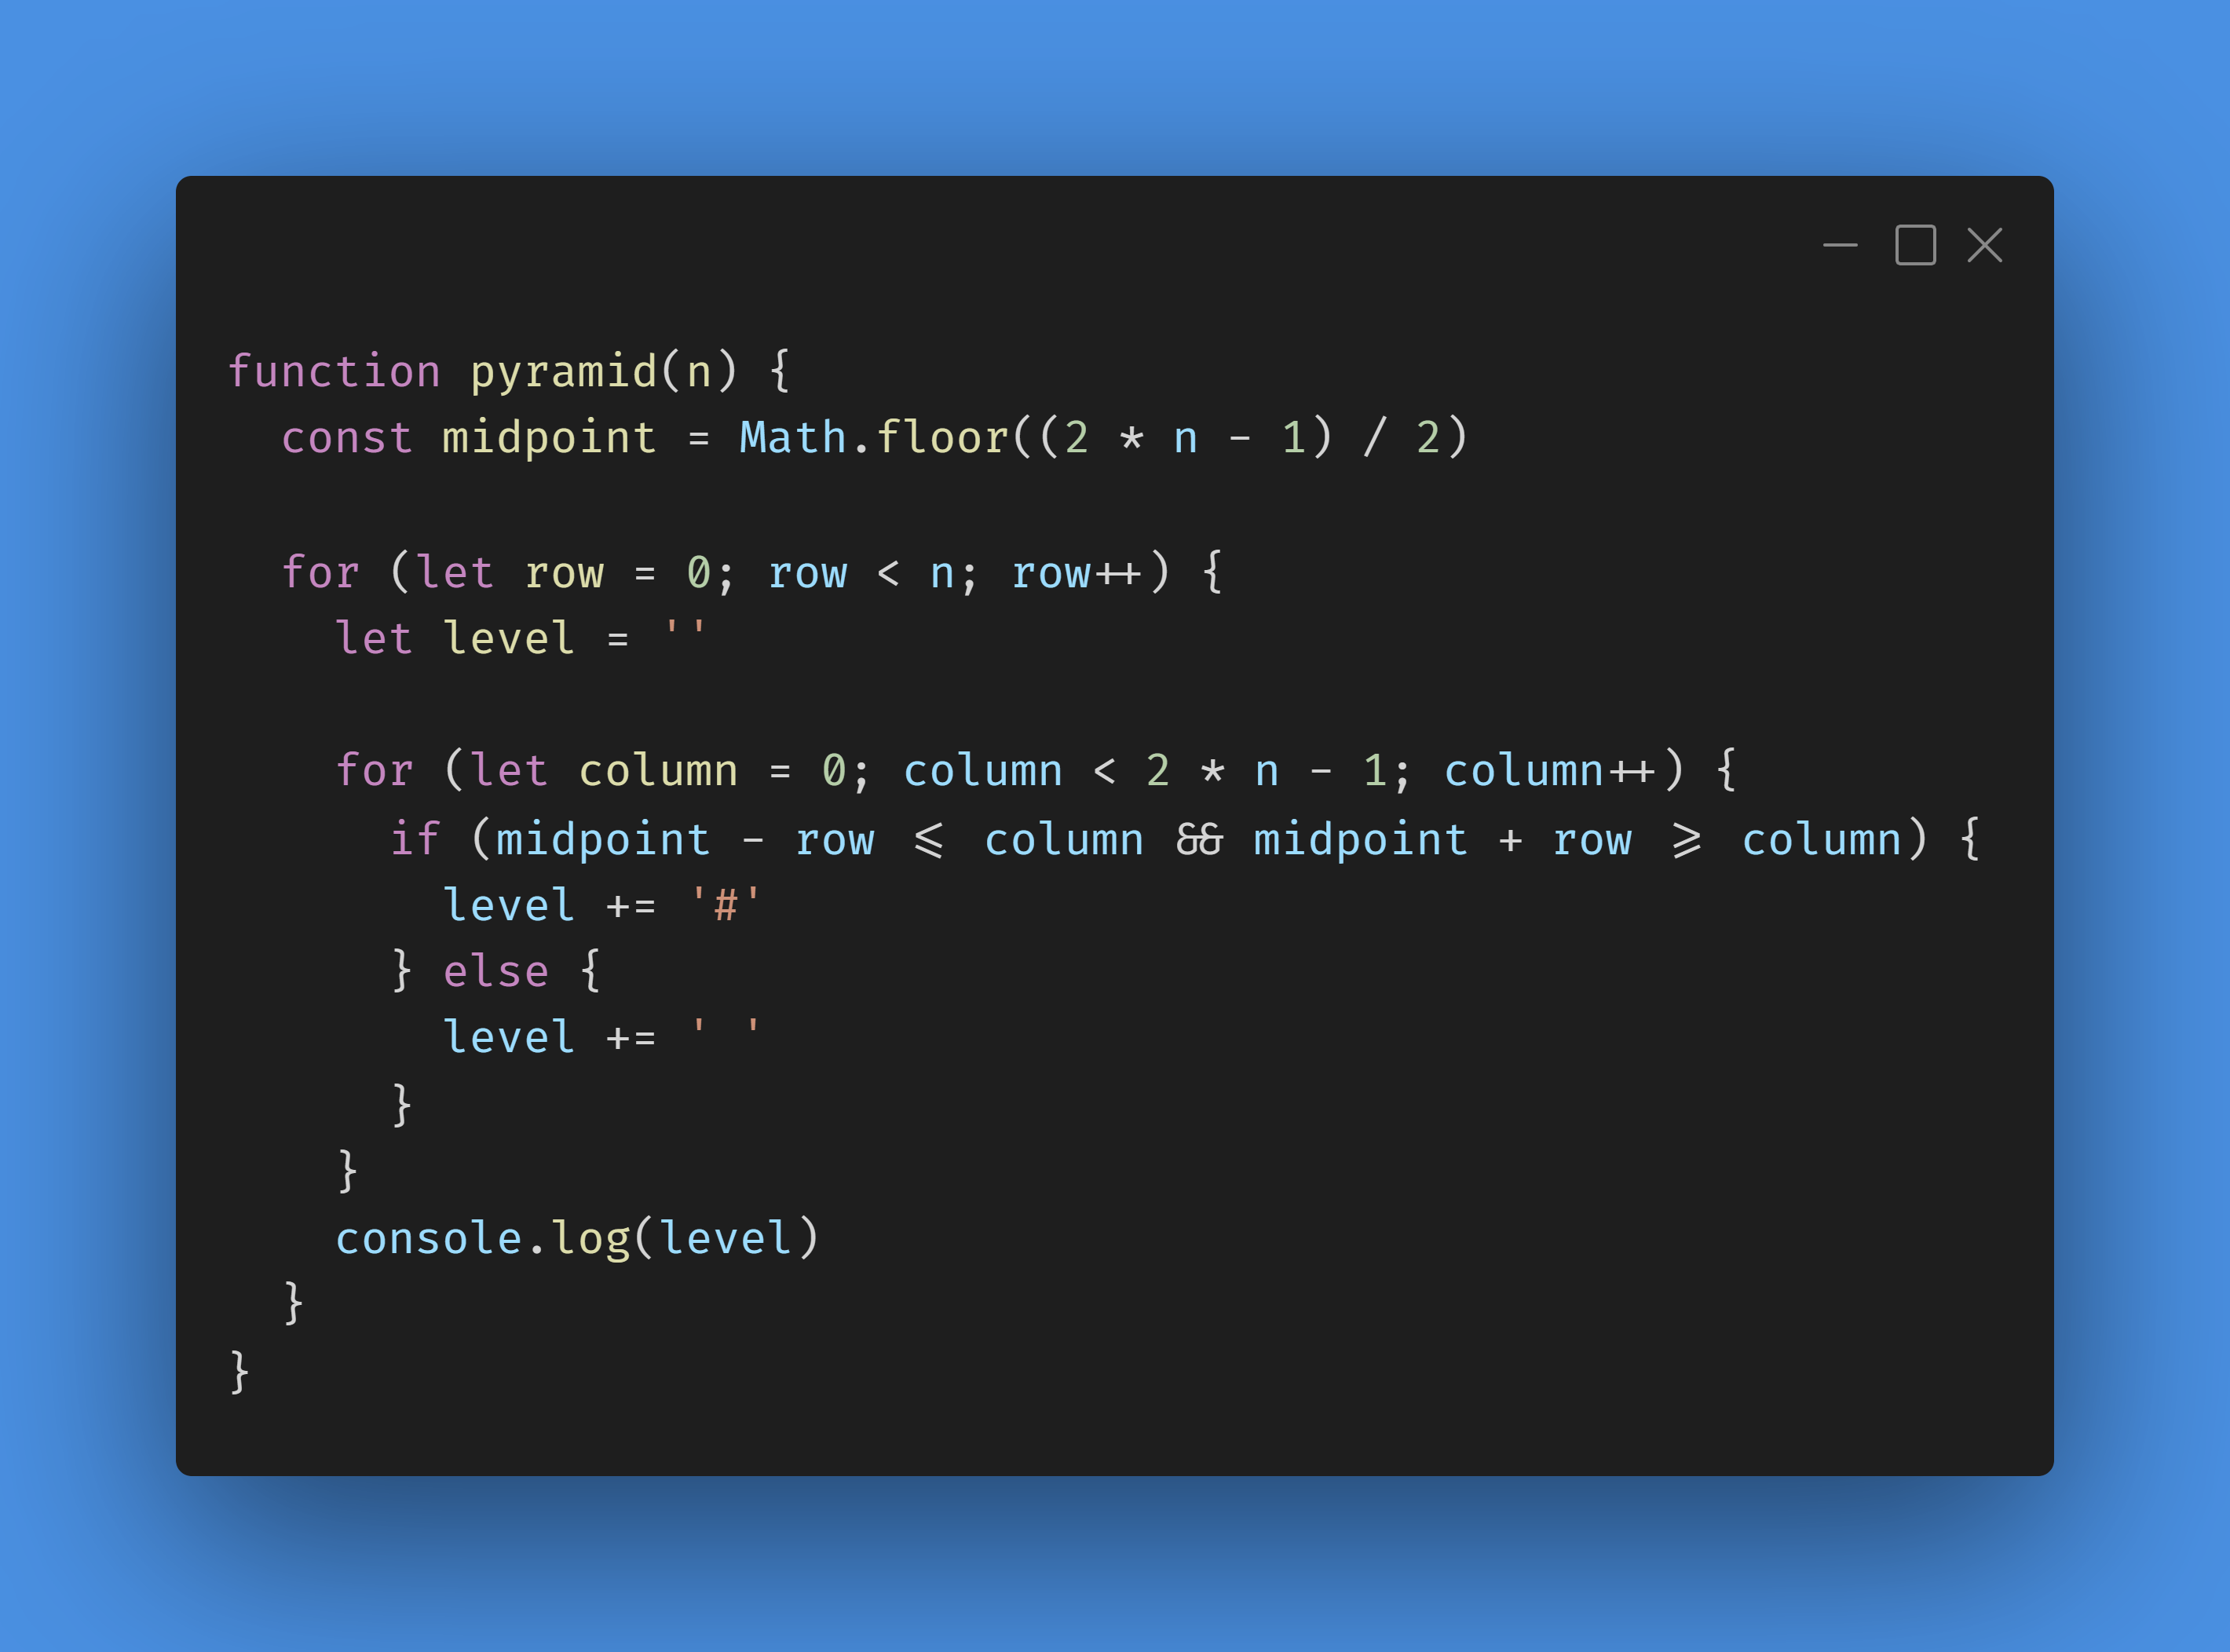 function pyramid(n) {
  const midpoint = Math.floor((2 * n - 1) / 2)

  for (let row = 0; row < n; row++) {
    let level = ''

    for (let column = 0; column < 2 * n - 1; column++) {
      if (midpoint - row <= column && midpoint + row >= column) {
        level += '#'
      } else {
        level += ' '
      }
    }
    console.log(level)
  }
}